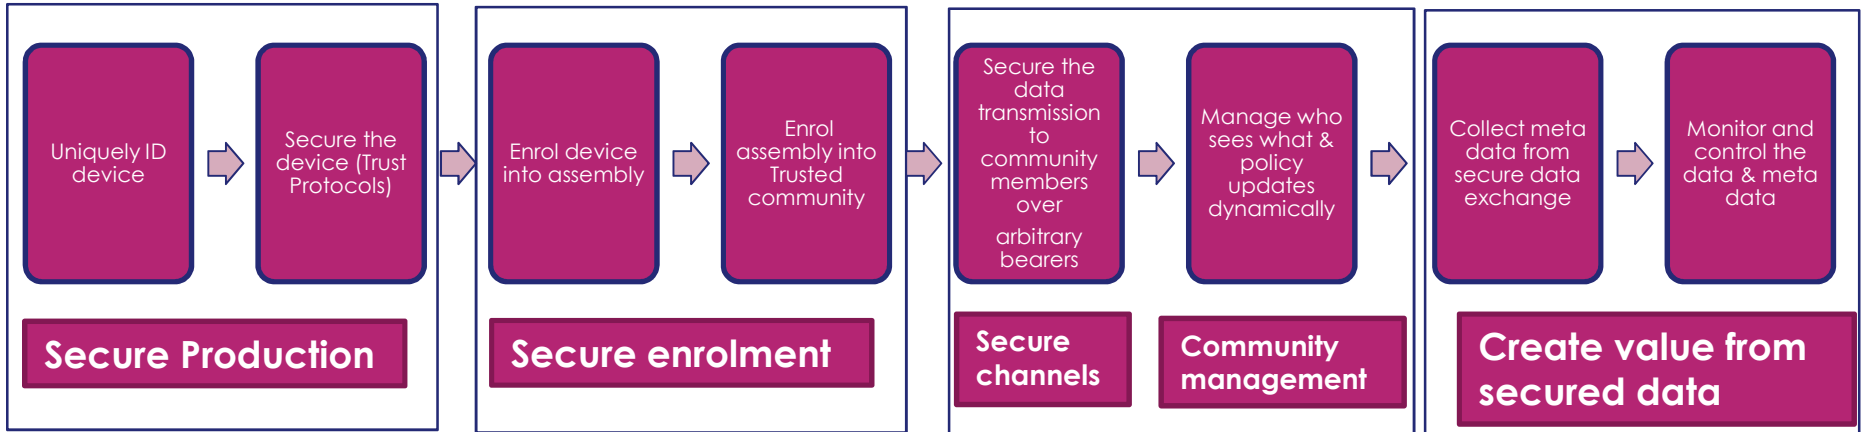 Uniquely ID
device
Secure the
device (Trust
Protocols)
Enrol device
into assembly
Enrol
assembly into
Trusted
community
Secure the
data
transmission
to
community
members
over
arbitrary
bearers
Manage who
sees what &
policy
updates
dynamically
Collect meta
data from
secure data
exchange
Monitor and
control the
data & meta
data
Secure Production
Secure enrolment
Secure
channels
Community
management
Create value from
secured data